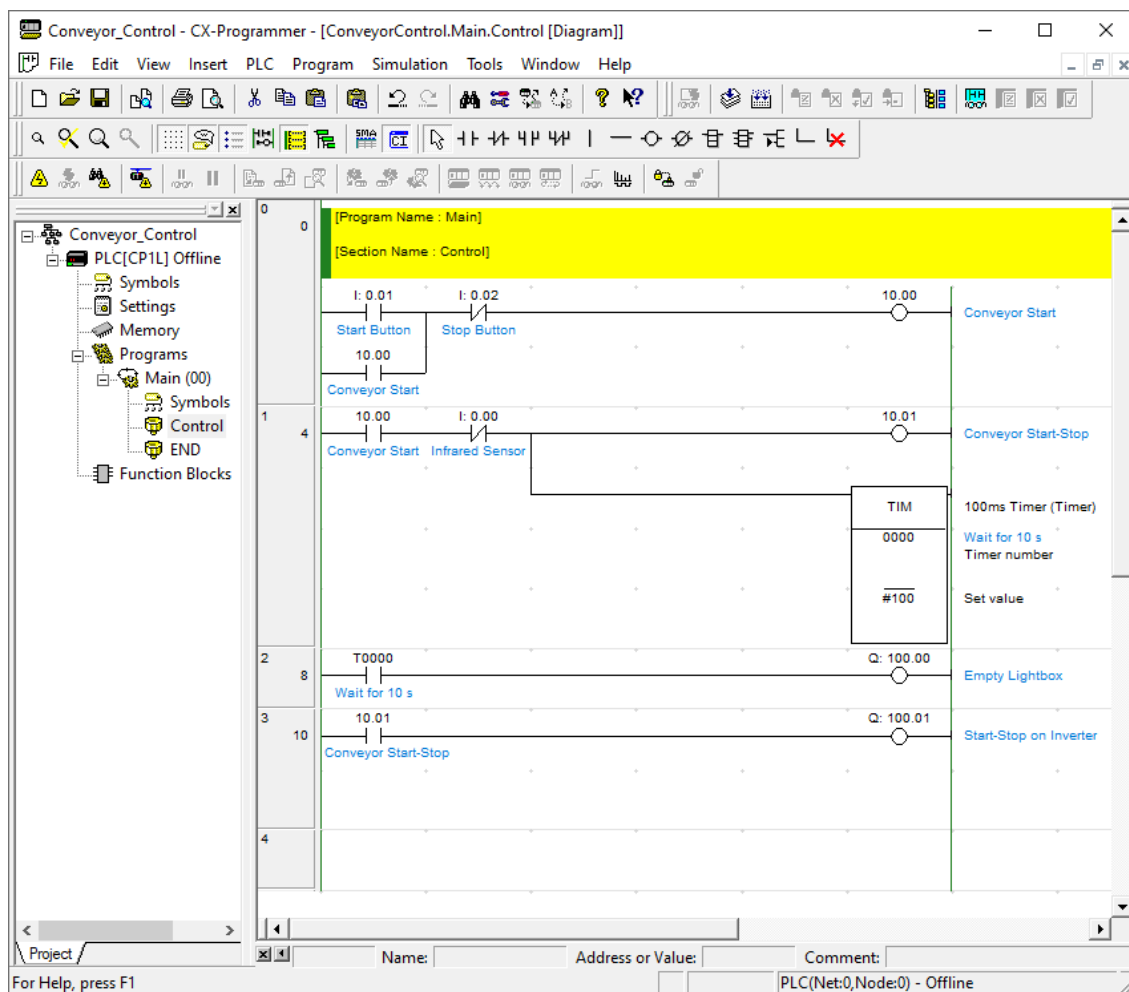 Conveyor_Control - CX-Programmer - [ConveyorControl.Main.Control [Diagram]]
File Edit View Insert PLC Program Simulation Tools Window Help
SMA
CI
Conveyor_Control
PLC[CP1L] Offline
Symbols
Settings
Memory
Programs
Main (00)
Symbols
Control
END
Function Blocks
Project
0
0
[Program Name : Main]
[Section Name : Control]
I: 0.01 I: 0.02 10.00
Start Button Stop Button Conveyor Start
10.00
Conveyor Start
1
4
10.00 I: 0.00 10.01
Conveyor Start Infrared Sensor Conveyor Start-Stop
TIM 100ms Timer (Timer)
0000 Wait for 10 s
Timer number
#100 Set value
2
8
T0000 Q: 100.00
Wait for 10 s Empty Lightbox
3
10
10.01 Q: 100.01
Conveyor Start-Stop Start-Stop on Inverter
4
Name: Address or Value: Comment:
For Help, press F1 PLC(Net:0,Node:0) - Offline